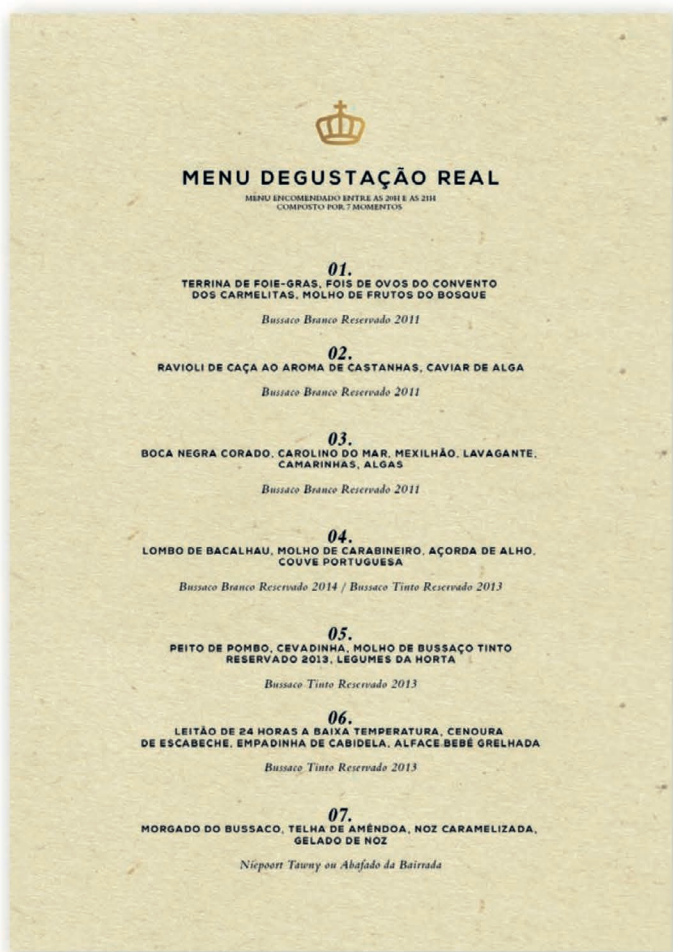 MENU DEGUSTAÇÃO REAL
MENU ENCOMENDADO ENTRE AS 20H E AS 21H
COMPOSTO POR 7 MOMENTOS
01.
TERRINA DE FOIE-GRAS, FOIS DE OVOS DO CONVENTO
DOS CARMELITAS, MOLHO DE FRUTOS DO BOSQUE
Bussaco Branco Reservado 2011
02.
RAVIOLI DE CAÇA AO AROMA DE CASTANHAS, CAVIAR DE ALGA
Bussaco Branco Reservado 2011
03.
BOCA NEGRA CORADO, CAROLINO DO MAR, MEXILHÃO, LAVAGANTE,
CAMARINHAS, ALGAS
Bussaco Branco Reservado 2011
04.
LOMBO DE BACALHAU, MOLHO DE CARABINEIRO, AÇORDA DE ALHO,
COUVE PORTUGUESA
Bussaco Branco Reservado 2014 / Bussaco Tinto Reservado 2013
05.
PEITO DE POMBO, CEVADINHA, MOLHO DE BUSSAÇO TINTO
RESERVADO 2013, LEGUMES DA HORTA
Bussaco Tinto Reservado 2013
06.
LEITÃO DE 24 HORAS A BAIXA TEMPERATURA, CENOURA
DE ESCABECHE, EMPADINHA DE CABIDELA, ALFACE BEBÉ GRELHADA
Bussaco Tinto Reservado 2013
07.
MORGADO DO BUSSACO, TELHA DE AMÊNDOA, NOZ CARAMELIZADA,
GELADO DE NOZ
Niepoort Tawny ou Abafado da Bairrada